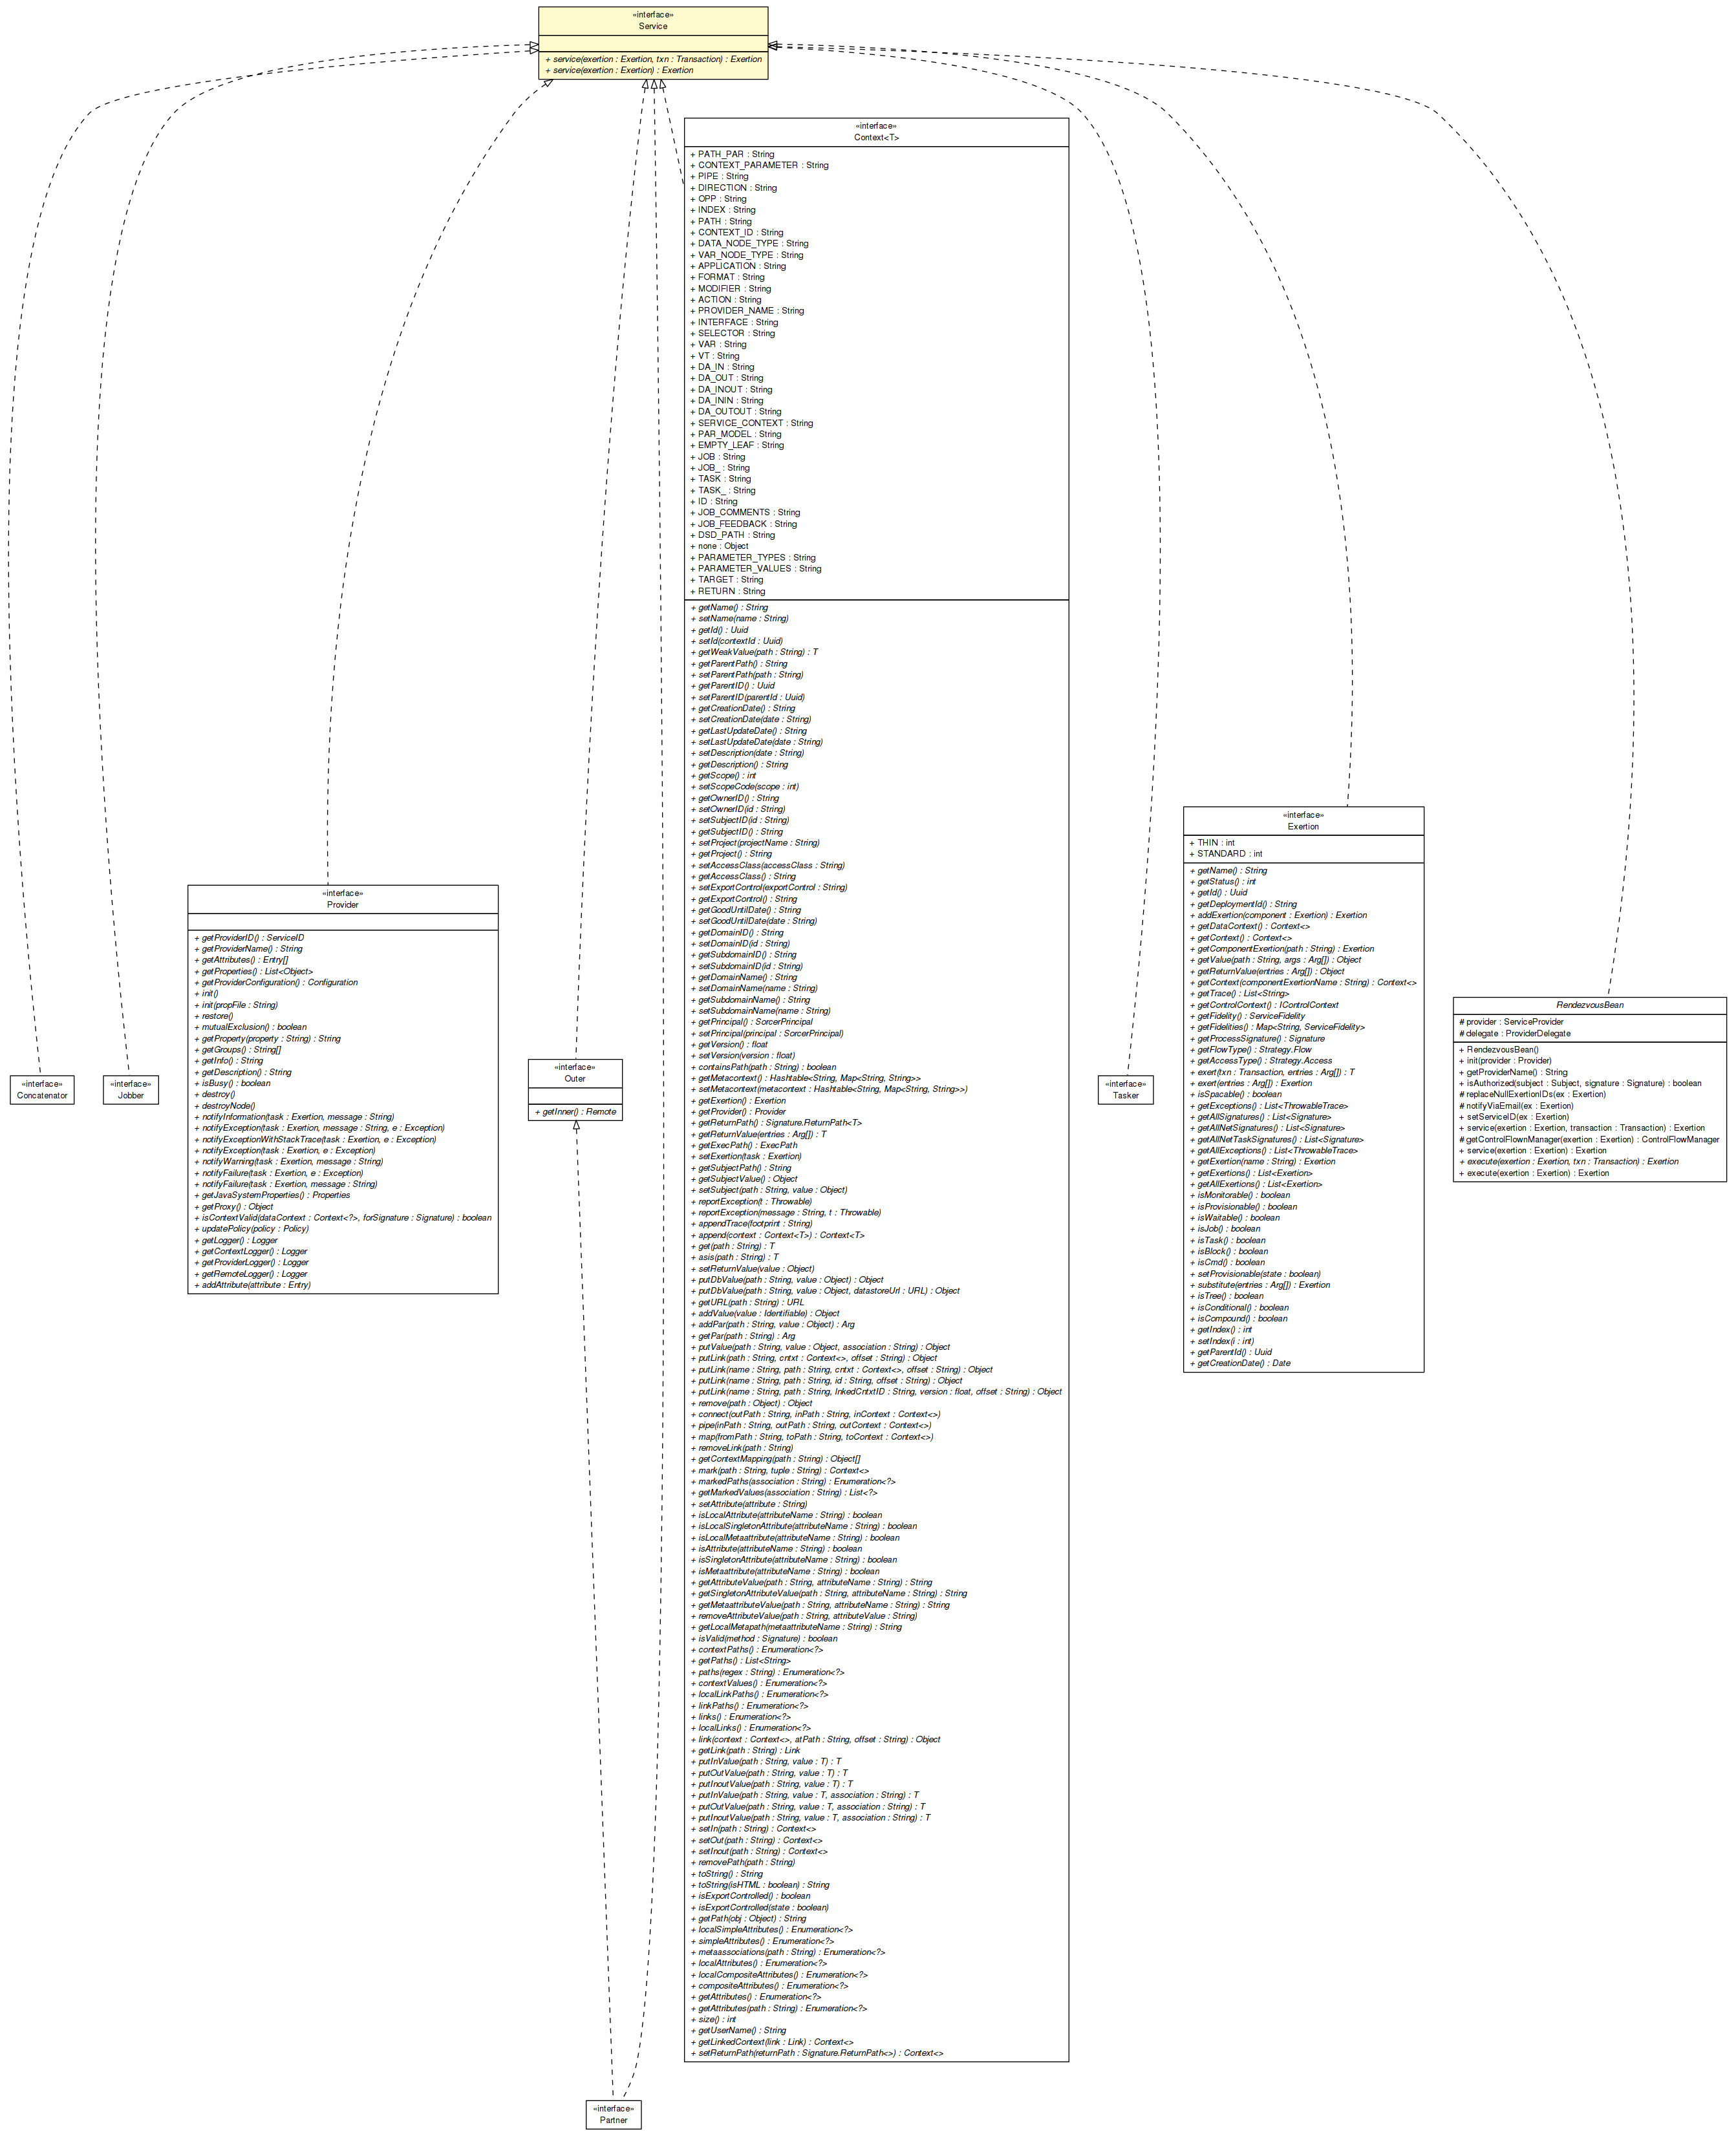 «interface»
Service
+ service(exertion : Exertion, txn : Transaction) : Exertion
+ service(exertion : Exertion) : Exertion
«interface»
Context<T>
+ PATH_PAR : String
+ CONTEXT_PARAMETER : String
+ PIPE : String
+ DIRECTION : String
+ OPP : String
+ INDEX : String
+ PATH : String
+ CONTEXT_ID : String
+ DATA_NODE_TYPE : String
+ VAR_NODE_TYPE : String
+ APPLICATION : String
+ FORMAT : String
+ MODIFIER : String
+ ACTION : String
+ PROVIDER_NAME : String
+ INTERFACE : String
+ SELECTOR : String
+ VAR : String
+ VT : String
+ DA_IN : String
+ DA_OUT : String
+ DA_INOUT : String
+ DA_ININ : String
+ DA_OUTOUT : String
+ SERVICE_CONTEXT : String
+ PAR_MODEL : String
+ EMPTY_LEAF : String
+ JOB : String
+ JOB_ : String
+ TASK : String
+ TASK_ : String
+ ID : String
+ JOB_COMMENTS : String
+ JOB_FEEDBACK : String
+ DSD_PATH : String
+ none : Object
+ PARAMETER_TYPES : String
+ PARAMETER_VALUES : String
+ TARGET : String
+ RETURN : String
+ getName() : String
+ setName(name : String)
+ getId() : Uuid
+ setId(contextId : Uuid)
+ getWeakValue(path : String) : T
+ getParentPath() : String
+ setParentPath(path : String)
+ getParentID() : Uuid
+ setParentID(parentId : Uuid)
+ getCreationDate() : String
+ setCreationDate(date : String)
+ getLastUpdateDate() : String
+ setLastUpdateDate(date : String)
+ setDescription(date : String)
+ getDescription() : String
+ getScope() : int
+ setScopeCode(scope : int)
+ getOwnerID() : String
+ setOwnerID(id : String)
+ setSubjectID(id : String)
+ getSubjectID() : String
+ setProject(projectName : String)
+ getProject() : String
+ setAccessClass(accessClass : String)
+ getAccessClass() : String
+ setExportControl(exportControl : String)
+ getExportControl() : String
+ getGoodUntilDate() : String
+ setGoodUntilDate(date : String)
+ getDomainID() : String
+ setDomainID(id : String)
+ getSubdomainID() : String
+ setSubdomainID(id : String)
+ getDomainName() : String
+ setDomainName(name : String)
+ getSubdomainName() : String
+ setSubdomainName(name : String)
+ getPrincipal() : SorcerPrincipal
+ setPrincipal(principal : SorcerPrincipal)
+ getVersion() : float
+ setVersion(version : float)
+ containsPath(path : String) : boolean
+ getMetacontext() : Hashtable<String, Map<String, String>>
+ setMetacontext(metacontext : Hashtable<String, Map<String, String>>)
+ getExertion() : Exertion
+ getProvider() : Provider
+ getReturnPath() : Signature.ReturnPath<T>
+ getReturnValue(entries : Arg[]) : T
+ getExecPath() : ExecPath
+ setExertion(task : Exertion)
+ getSubjectPath() : String
+ getSubjectValue() : Object
+ setSubject(path : String, value : Object)
+ reportException(t : Throwable)
+ reportException(message : String, t : Throwable)
+ appendTrace(footprint : String)
+ append(context : Context<T>) : Context<T>
+ get(path : String) : T
+ asis(path : String) : T
+ setReturnValue(value : Object)
+ putDbValue(path : String, value : Object) : Object
+ putDbValue(path : String, value : Object, datastoreUrl : URL) : Object
+ getURL(path : String) : URL
+ addValue(value : Identifiable) : Object
+ addPar(path : String, value : Object) : Arg
+ getPar(path : String) : Arg
+ putValue(path : String, value : Object, association : String) : Object
+ putLink(path : String, cntxt : Context<>, offset : String) : Object
+ putLink(name : String, path : String, cntxt : Context<>, offset : String) : Object
+ putLink(name : String, path : String, id : String, offset : String) : Object
+ putLink(name : String, path : String, lnkedCntxtID : String, version : float, offset : String) : Object
+ remove(path : Object) : Object
+ connect(outPath : String, inPath : String, inContext : Context<>)
+ pipe(inPath : String, outPath : String, outContext : Context<>)
+ map(fromPath : String, toPath : String, toContext : Context<>)
+ removeLink(path : String)
+ getContextMapping(path : String) : Object[]
+ mark(path : String, tuple : String) : Context<>
+ markedPaths(association : String) : Enumeration<?>
+ getMarkedValues(association : String) : List<?>
+ setAttribute(attribute : String)
+ isLocalAttribute(attributeName : String) : boolean
+ isLocalSingletonAttribute(attributeName : String) : boolean
+ isLocalMetaattribute(attributeName : String) : boolean
+ isAttribute(attributeName : String) : boolean
+ isSingletonAttribute(attributeName : String) : boolean
+ isMetaattribute(attributeName : String) : boolean
+ getAttributeValue(path : String, attributeName : String) : String
+ getSingletonAttributeValue(path : String, attributeName : String) : String
+ getMetaattributeValue(path : String, attributeName : String) : String
+ removeAttributeValue(path : String, attributeValue : String)
+ getLocalMetapath(metaattributeName : String) : String
+ isValid(method : Signature) : boolean
+ contextPaths() : Enumeration<?>
+ getPaths() : List<String>
+ paths(regex : String) : Enumeration<?>
+ contextValues() : Enumeration<?>
+ localLinkPaths() : Enumeration<?>
+ linkPaths() : Enumeration<?>
+ links() : Enumeration<?>
+ localLinks() : Enumeration<?>
+ link(context : Context<>, atPath : String, offset : String) : Object
+ getLink(path : String) : Link
+ putInValue(path : String, value : T) : T
+ putOutValue(path : String, value : T) : T
+ putInoutValue(path : String, value : T) : T
+ putInValue(path : String, value : T, association : String) : T
+ putOutValue(path : String, value : T, association : String) : T
+ putInoutValue(path : String, value : T, association : String) : T
+ setIn(path : String) : Context<>
+ setOut(path : String) : Context<>
+ setInout(path : String) : Context<>
+ removePath(path : String)
+ toString() : String
+ toString(isHTML : boolean) : String
+ isExportControlled() : boolean
+ isExportControlled(state : boolean)
+ getPath(obj : Object) : String
+ localSimpleAttributes() : Enumeration<?>
+ simpleAttributes() : Enumeration<?>
+ metaassociations(path : String) : Enumeration<?>
+ localAttributes() : Enumeration<?>
+ localCompositeAttributes() : Enumeration<?>
+ compositeAttributes() : Enumeration<?>
+ getAttributes() : Enumeration<?>
+ getAttributes(path : String) : Enumeration<?>
+ size() : int
+ getUserName() : String
+ getLinkedContext(link : Link) : Context<>
+ setReturnPath(returnPath : Signature.ReturnPath<>) : Context<>
«interface»
Exertion
+ THIN : int
+ STANDARD : int
+ getName() : String
+ getStatus() : int
+ getId() : Uuid
+ getDeploymentId() : String
+ addExertion(component : Exertion) : Exertion
+ getDataContext() : Context<>
+ getContext() : Context<>
+ getComponentExertion(path : String) : Exertion
+ getValue(path : String, args : Arg[]) : Object
+ getReturnValue(entries : Arg[]) : Object
+ getContext(componentExertionName : String) : Context<>
+ getTrace() : List<String>
+ getControlContext() : IControlContext
+ getFidelity() : ServiceFidelity
+ getFidelities() : Map<String, ServiceFidelity>
+ getProcessSignature() : Signature
+ getFlowType() : Strategy.Flow
+ getAccessType() : Strategy.Access
+ exert(txn : Transaction, entries : Arg[]) : T
+ exert(entries : Arg[]) : Exertion
+ isSpacable() : boolean
+ getExceptions() : List<ThrowableTrace>
+ getAllSignatures() : List<Signature>
+ getAllNetSignatures() : List<Signature>
+ getAllNetTaskSignatures() : List<Signature>
+ getAllExceptions() : List<ThrowableTrace>
+ getExertion(name : String) : Exertion
+ getExertions() : List<Exertion>
+ getAllExertions() : List<Exertion>
+ isMonitorable() : boolean
+ isProvisionable() : boolean
+ isWaitable() : boolean
+ isJob() : boolean
+ isTask() : boolean
+ isBlock() : boolean
+ isCmd() : boolean
+ setProvisionable(state : boolean)
+ substitute(entries : Arg[]) : Exertion
+ isTree() : boolean
+ isConditional() : boolean
+ isCompound() : boolean
+ getIndex() : int
+ setIndex(i : int)
+ getParentId() : Uuid
+ getCreationDate() : Date
«interface»
Provider
+ getProviderID() : ServiceID
+ getProviderName() : String
+ getAttributes() : Entry[]
+ getProperties() : List<Object>
+ getProviderConfiguration() : Configuration
+ init()
+ init(propFile : String)
+ restore()
+ mutualExclusion() : boolean
+ getProperty(property : String) : String
+ getGroups() : String[]
+ getInfo() : String
+ getDescription() : String
+ isBusy() : boolean
+ destroy()
+ destroyNode()
+ notifyInformation(task : Exertion, message : String)
+ notifyException(task : Exertion, message : String, e : Exception)
+ notifyExceptionWithStackTrace(task : Exertion, e : Exception)
+ notifyException(task : Exertion, e : Exception)
+ notifyWarning(task : Exertion, message : String)
+ notifyFailure(task : Exertion, e : Exception)
+ notifyFailure(task : Exertion, message : String)
+ getJavaSystemProperties() : Properties
+ getProxy() : Object
+ isContextValid(dataContext : Context<?>, forSignature : Signature) : boolean
+ updatePolicy(policy : Policy)
+ getLogger() : Logger
+ getContextLogger() : Logger
+ getProviderLogger() : Logger
+ getRemoteLogger() : Logger
+ addAttribute(attribute : Entry)
RendezvousBean
# provider : ServiceProvider
# delegate : ProviderDelegate
+ RendezvousBean()
+ init(provider : Provider)
+ getProviderName() : String
+ isAuthorized(subject : Subject, signature : Signature) : boolean
# replaceNullExertionIDs(ex : Exertion)
# notifyViaEmail(ex : Exertion)
+ setServiceID(ex : Exertion)
+ service(exertion : Exertion, transaction : Transaction) : Exertion
# getControlFlownManager(exertion : Exertion) : ControlFlowManager
+ service(exertion : Exertion) : Exertion
+ execute(exertion : Exertion, txn : Transaction) : Exertion
+ execute(exertion : Exertion) : Exertion
«interface»
Outer
+ getInner() : Remote
«interface»
Concatenator
«interface»
Jobber
«interface»
Tasker
«interface»
Partner